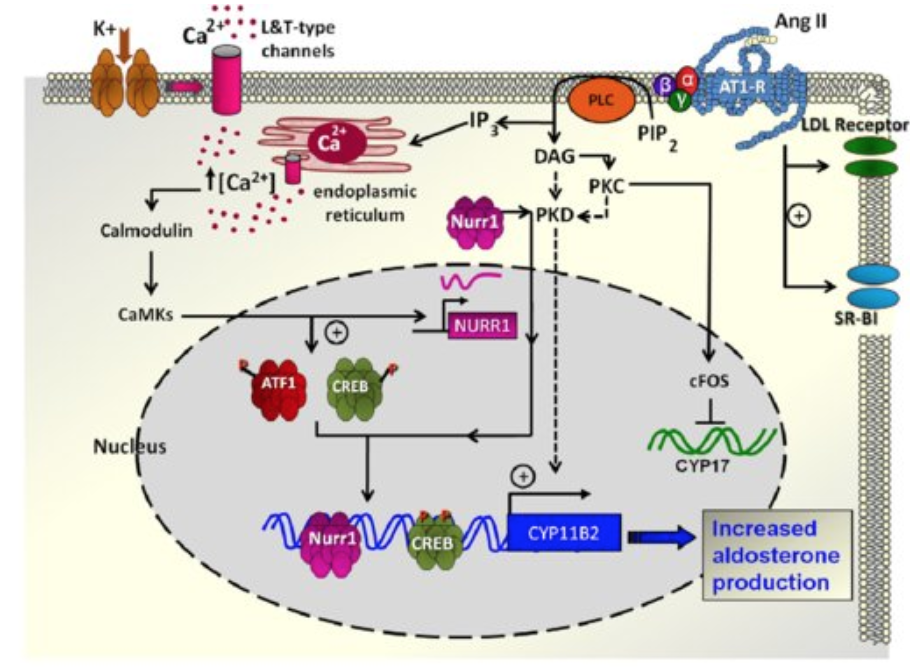 Ang II
K+
Ca2+
L&T-type
channels
β
α
γ
AT1-R
PLC
PIP2
LDL Receptor
IP3
Ca2+
DAG
↑[Ca2+]
endoplasmic
reticulum
PKC
Nurr1
PKD
+
Calmodulin
CaMKs
NURR1
+
SR-BI
P
ATF1
CREB
P
cFOS
Nucleus
CYP17
+
P P
Nurr1
CREB
CYP11B2
Increased
aldosterone
production